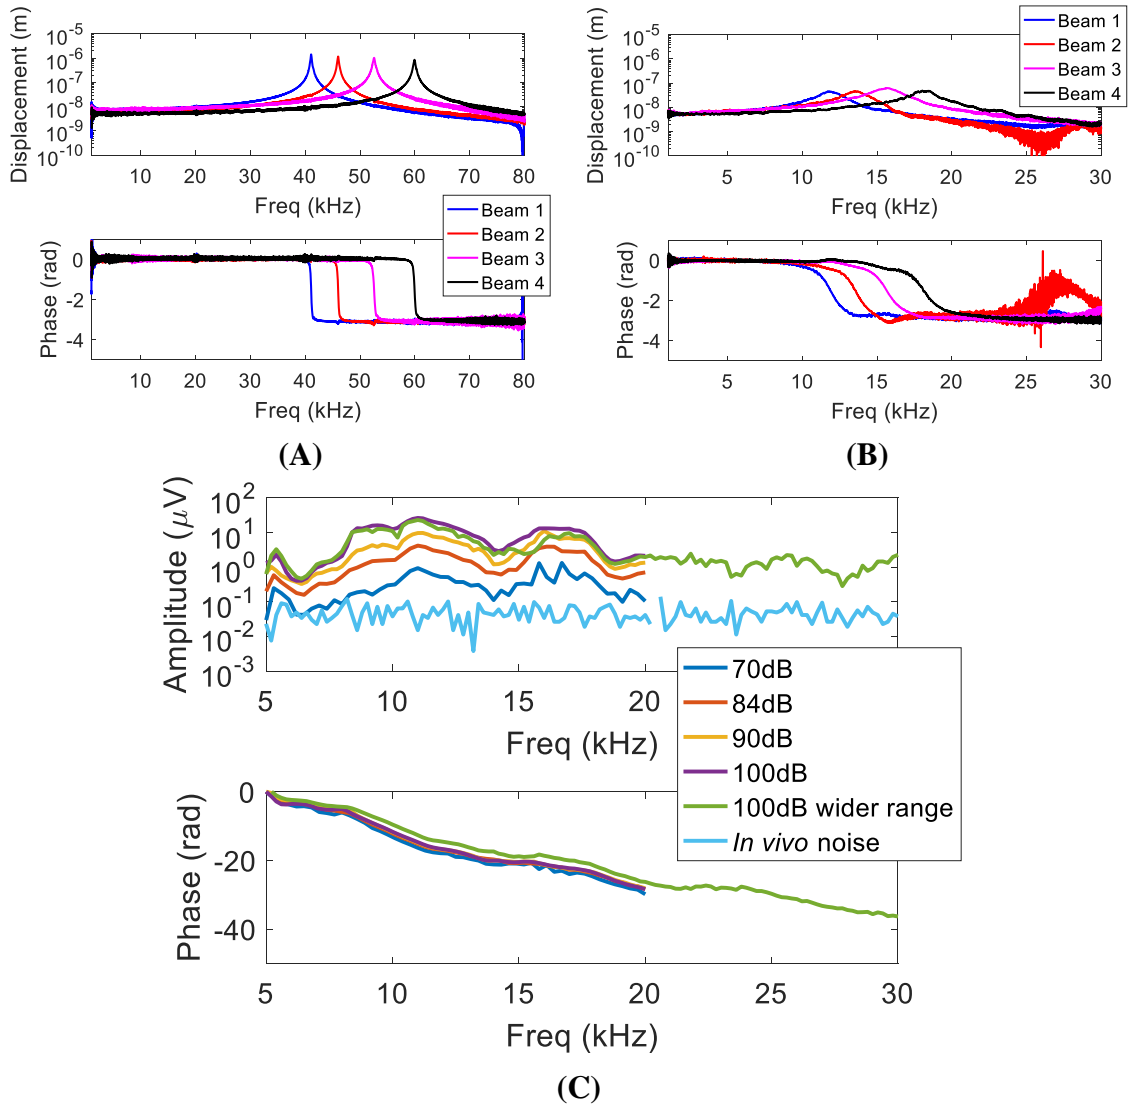 Displacement (m)
10-5
10-6
10-7
10-8
10-9
10-10
10 20 30 40 50 60 70 80
Freq (kHz)
Beam 1
Beam 2
Beam 3
Beam 4
Phase (rad)
0
-2
-4
10 20 30 40 50 60 70 80
Freq (kHz)
(A)
Displacement (m)
10-5
10-6
10-7
10-8
10-9
10-10
5 10 15 20 25 30
Freq (kHz)
Beam 1
Beam 2
Beam 3
Beam 4
Phase (rad)
0
-2
-4
5 10 15 20 25 30
Freq (kHz)
(B)
Amplitude (μV)
10 2
10 1
10 0
10-1
10-2
10-3
5 10 15 20
Freq (kHz)
70dB
84dB
90dB
100dB
100dB wider range
In vivo noise
Phase (rad)
0
-20
-40
5 10 15 20 25 30
Freq (kHz)
(C)